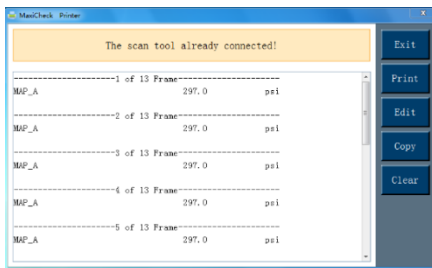 MaxiCheck Printer
The scan tool already connected!
Exit
Print
Edit
Copy
Clear
--------------------1 of 13 Frame--------------------
MAP_A 297.0 psi
--------------------2 of 13 Frame--------------------
MAP_A 297.0 psi
--------------------3 of 13 Frame--------------------
MAP_A 297.0 psi
--------------------4 of 13 Frame--------------------
MAP_A 297.0 psi
--------------------5 of 13 Frame--------------------
MAP_A 297.0 psi